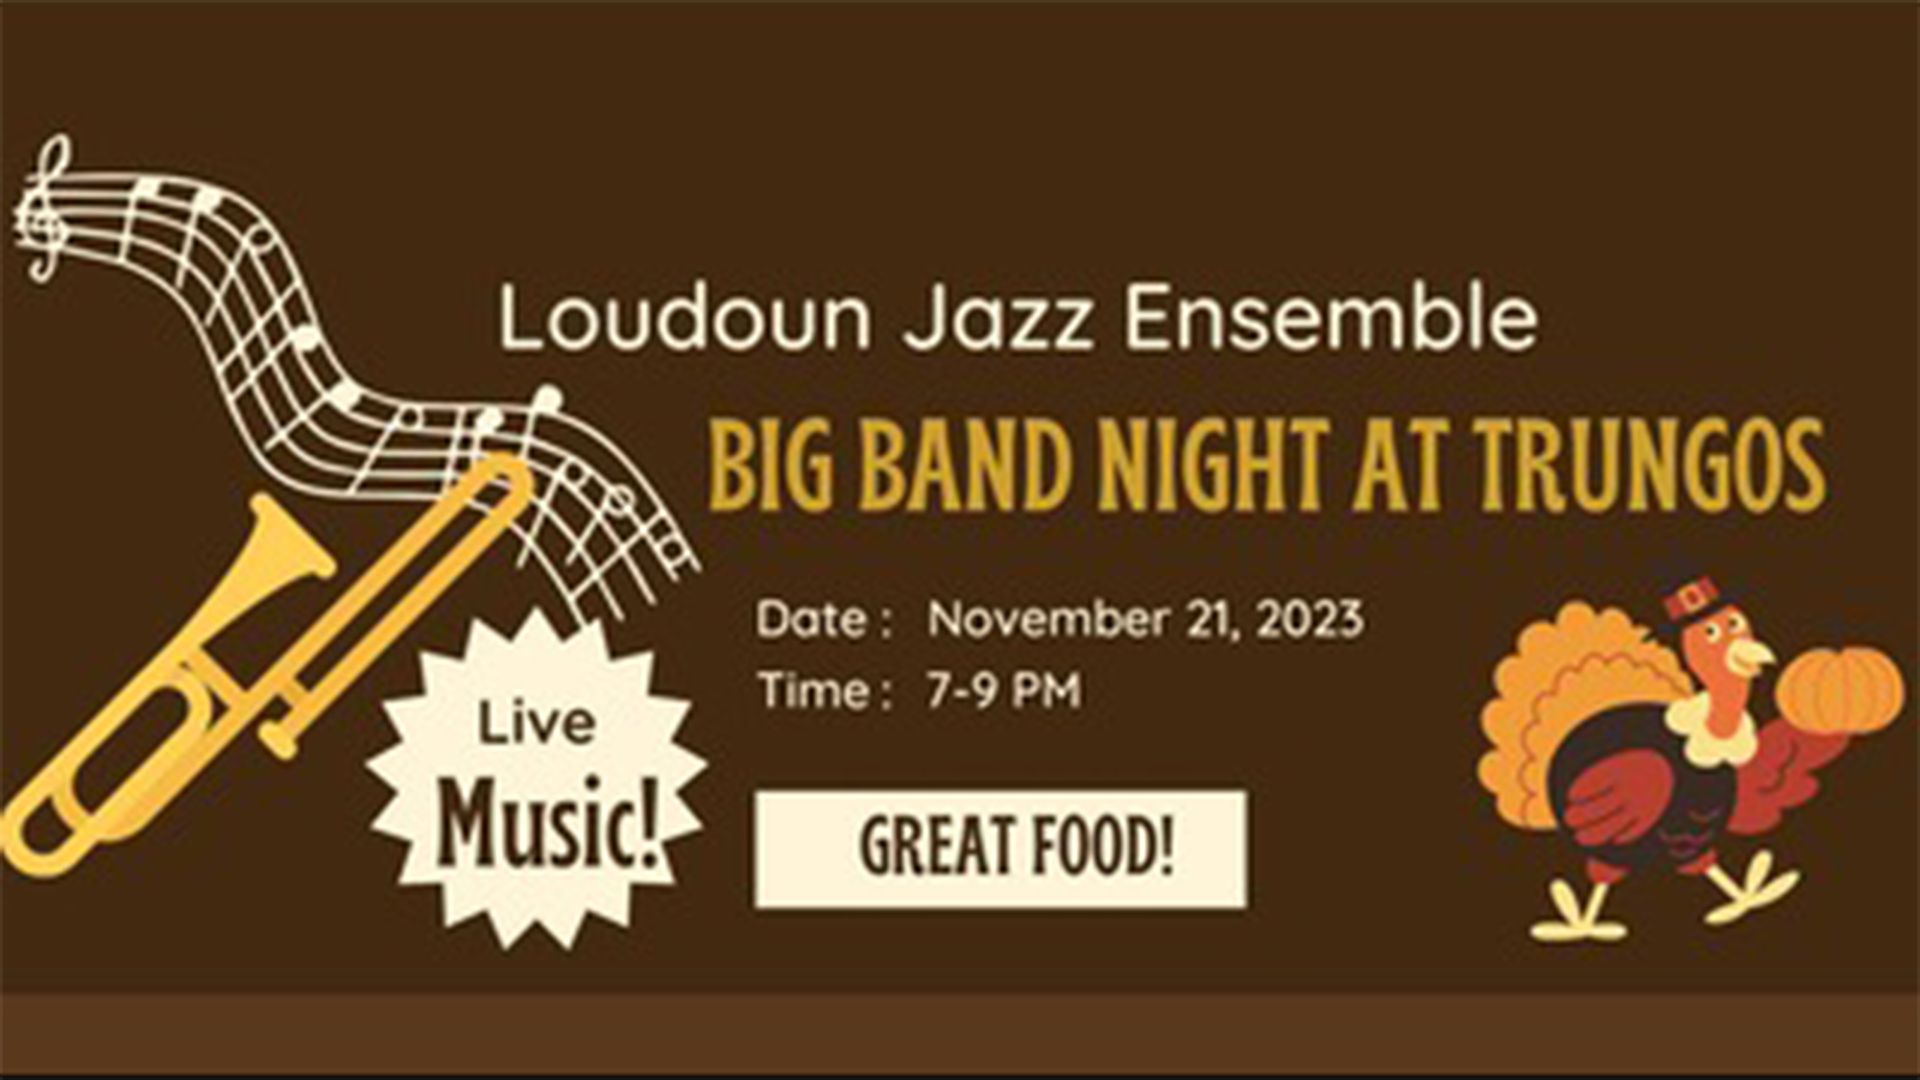 Loudoun Jazz Ensemble
BIG BAND NIGHT AT TRUNGOS
Date : November 21, 2023
Time : 7-9 PM
Live
Music!
GREAT FOOD!